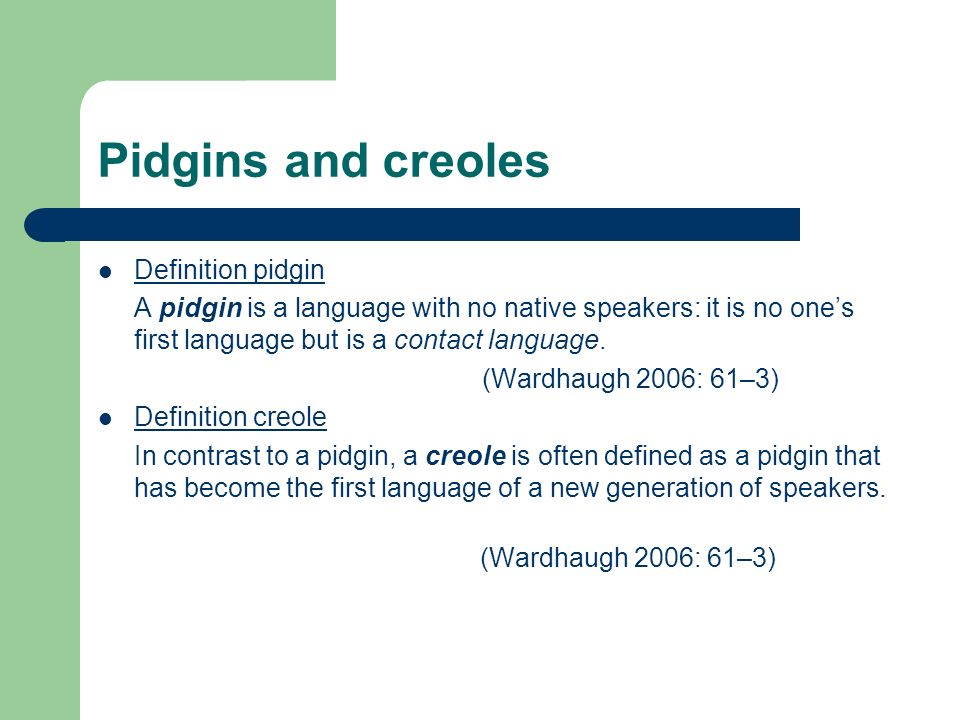 Pidgins and creoles
Definition pidgin
A pidgin is a language with no native speakers: it is no one’s
first language but is a contact language.
(Wardhaugh 2006: 61–3)
Definition creole
In contrast to a pidgin, a creole is often defined as a pidgin that
has become the first language of a new generation of speakers.
(Wardhaugh 2006: 61–3)